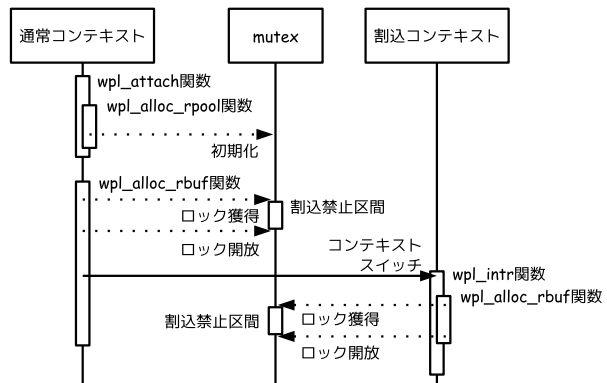 通常コンテキスト
mutex
割込コンテキスト
wpl_attach関数
wpl_alloc_rpool関数
初期化
wpl_alloc_rbuf関数
割込禁止区間
ロック獲得
ロック開放
コンテキスト
スイッチ
wpl_intr関数
wpl_alloc_rbuf関数
割込禁止区間
ロック獲得
ロック開放